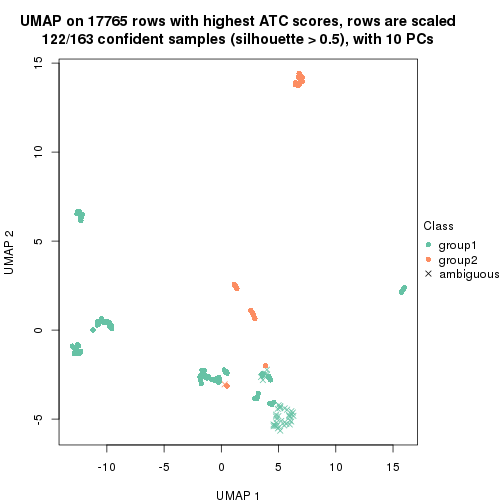 UMAP on 17765 rows with highest ATC scores, rows are scaled
122/163 confident samples (silhouette > 0.5), with 10 PCs
15
10
5
0
-5
UMAP 2
-10
-5
0
5
10
15
UMAP 1
Class
group1
group2
ambiguous